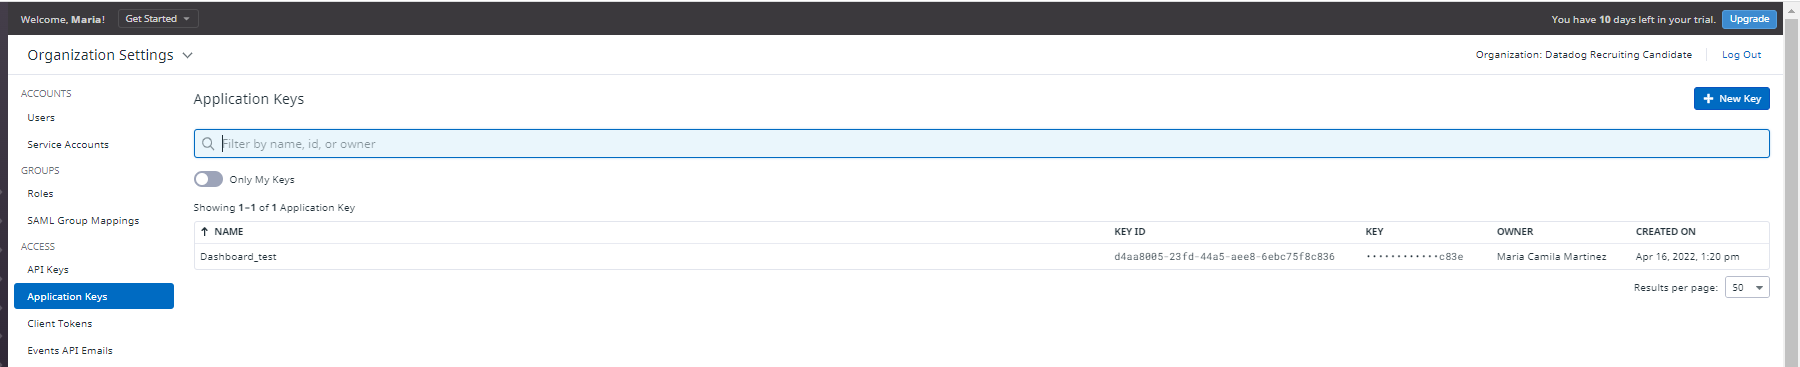 Welcome, Maria! Get Started You have 10 days left in your trial. Upgrade
Organization Settings Organization: Datadog Recruiting Candidate Log Out
ACCOUNTS
Users
Service Accounts
GROUPS
Roles
SAML Group Mappings
ACCESS
API Keys
Application Keys
Client Tokens
Events API Emails
Application Keys + New Key
Filter by name, id, or owner
Only My Keys
Showing 1–1 of 1 Application Key
↑ NAME KEY ID KEY OWNER CREATED ON
Dashboard_test d4aa8005-23fd-44a5-aee8-6ebc75f8c836 ••••••••••••c83e Maria Camila Martinez Apr 16, 2022, 1:20 pm
Results per page: 50